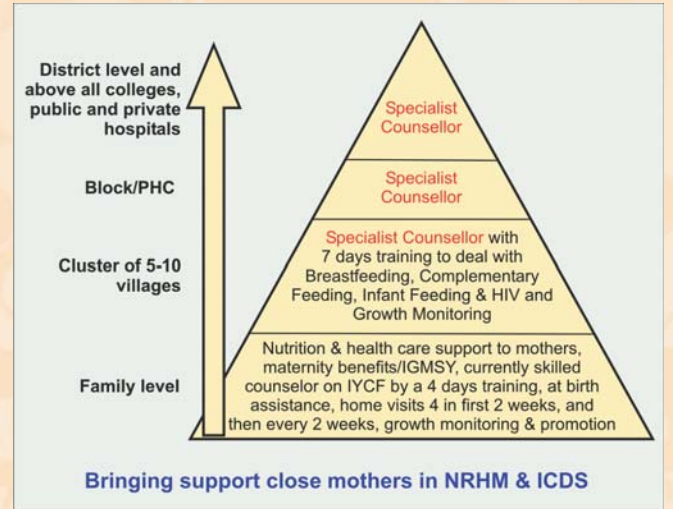 District level and
above all colleges,
public and private
hospitals
Specialist
Counsellor
Block/PHC
Specialist
Counsellor
Cluster of 5-10
villages
Specialist Counsellor with
7 days training to deal with
Breastfeeding, Complementary
Feeding, Infant Feeding & HIV and
Growth Monitoring
Family level
Nutrition & health care support to mothers,
maternity benefits/IGMSY, currently skilled
counselor on IYCF by a 4 days training, at birth
assistance, home visits 4 in first 2 weeks, and
then every 2 weeks, growth monitoring & promotion
Bringing support close mothers in NRHM & ICDS